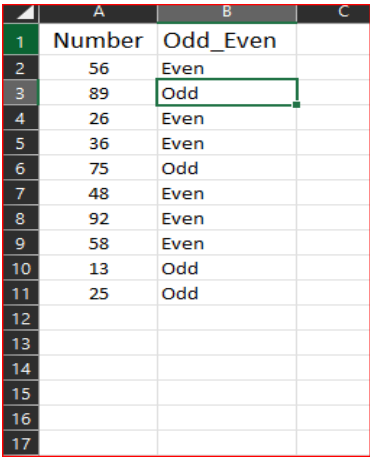 A B C
1 Number Odd_Even
2 56 Even
3 89 Odd
4 26 Even
5 36 Even
6 75 Odd
7 48 Even
8 92 Even
9 58 Even
10 13 Odd
11 25 Odd
12
13
14
15
16
17